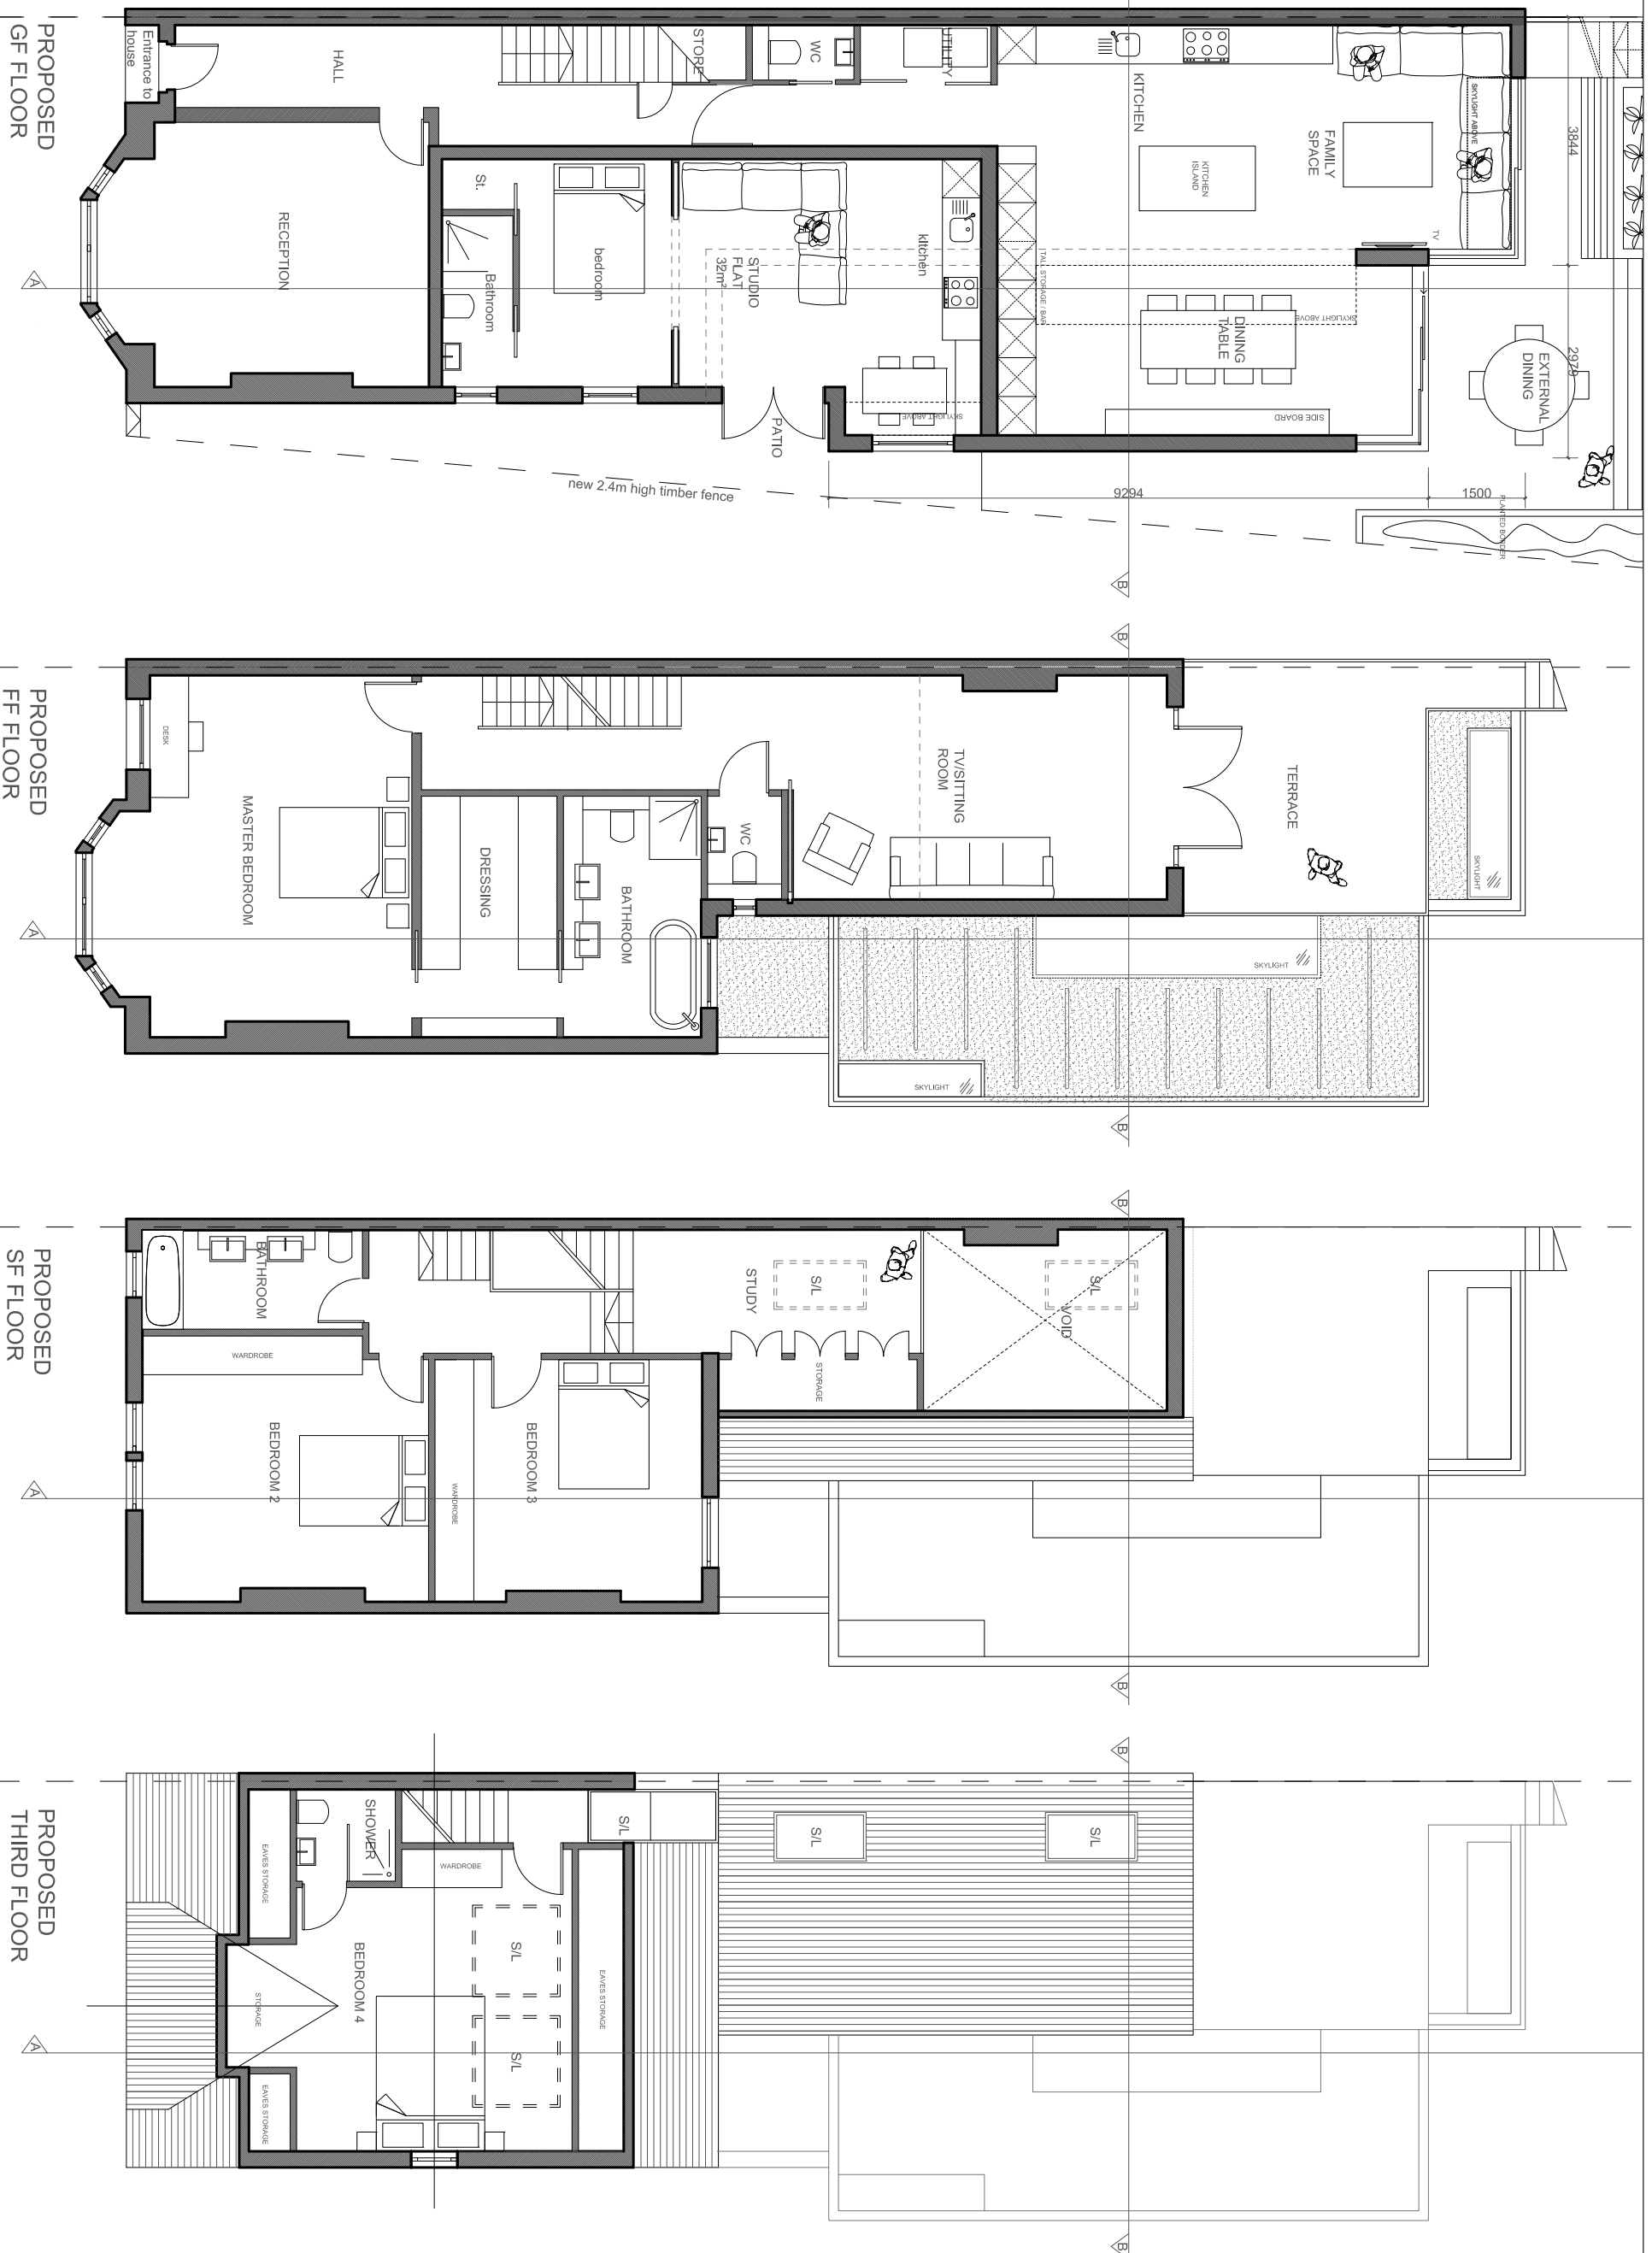 PROPOSED
GF FLOOR
Entrance to
house
HALL
RECEPTION
STORE
WC
UTILITY
KITCHEN
FAMILY
SPACE
SKYLIGHT ABOVE
3844
KITCHEN
ISLAND
TV
St.
Bathroom
bedroom
STUDIO
FLAT
32m²
kitchen
TALL STORAGE / BAR
SKYLIGHT ABOVE
DINING
TABLE
SIDE BOARD
2979
EXTERNAL
DINING
SKYLIGHT ABOVE
PATIO
new 2.4m high timber fence
9294
1500
PLANTED BORDER
A
B
PROPOSED
FF FLOOR
B
DESK
MASTER BEDROOM
DRESSING
BATHROOM
WC
TV/SITTING
ROOM
TERRACE
SKYLIGHT
SKYLIGHT
SKYLIGHT
A
B
PROPOSED
SF FLOOR
B
BATHROOM
WARDROBE
BEDROOM 2
WARDROBE
BEDROOM 3
STUDY
S/L
STORAGE
S/L
VOID
A
B
PROPOSED
THIRD FLOOR
B
EAVES STORAGE
SHOWER
WARDROBE
S/L
S/L
S/L
BEDROOM 4
S/L
S/L
STORAGE
EAVES STORAGE
EAVES STORAGE
A
B